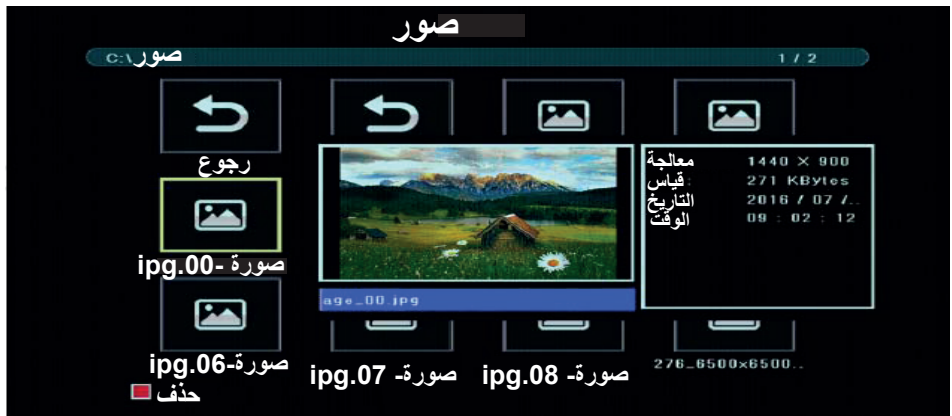 صور
C:\صور 1 / 2
رجوع
معالجة 1440 X 900
قياس: 271 KBytes
التاريخ 2016 / 07 /..
الوقت 09 : 02 : 12
صورة -00.ipg
age_00.jpg
صورة-06.ipg
صورة- 07.ipg
صورة- 08.ipg
276_6500x6500..
حذف